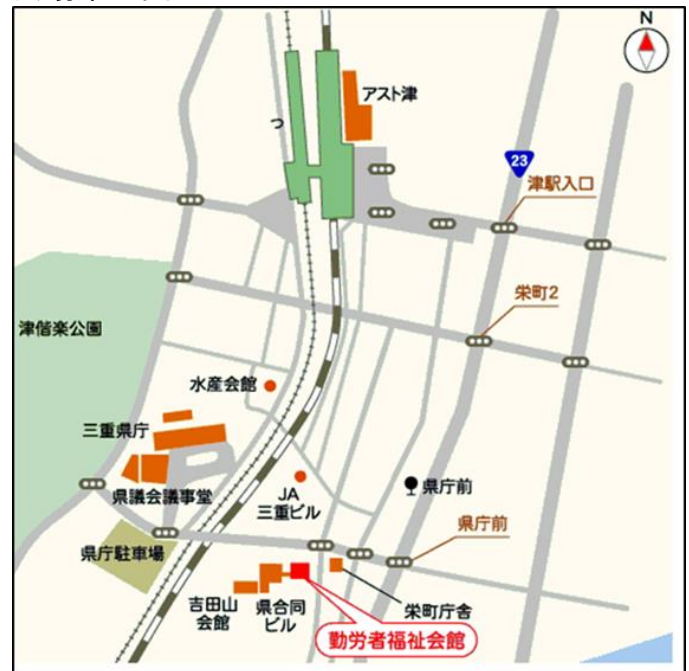 N
アスト津
つ
23
津駅入口
栄町2
津偕楽公園
水産会館
三重県庁
県議会議事堂
JA
三重ビル
県庁前
県庁前
県庁駐車場
吉田山
会館
県合同
ビル
栄町庁舎
勤労者福祉会館